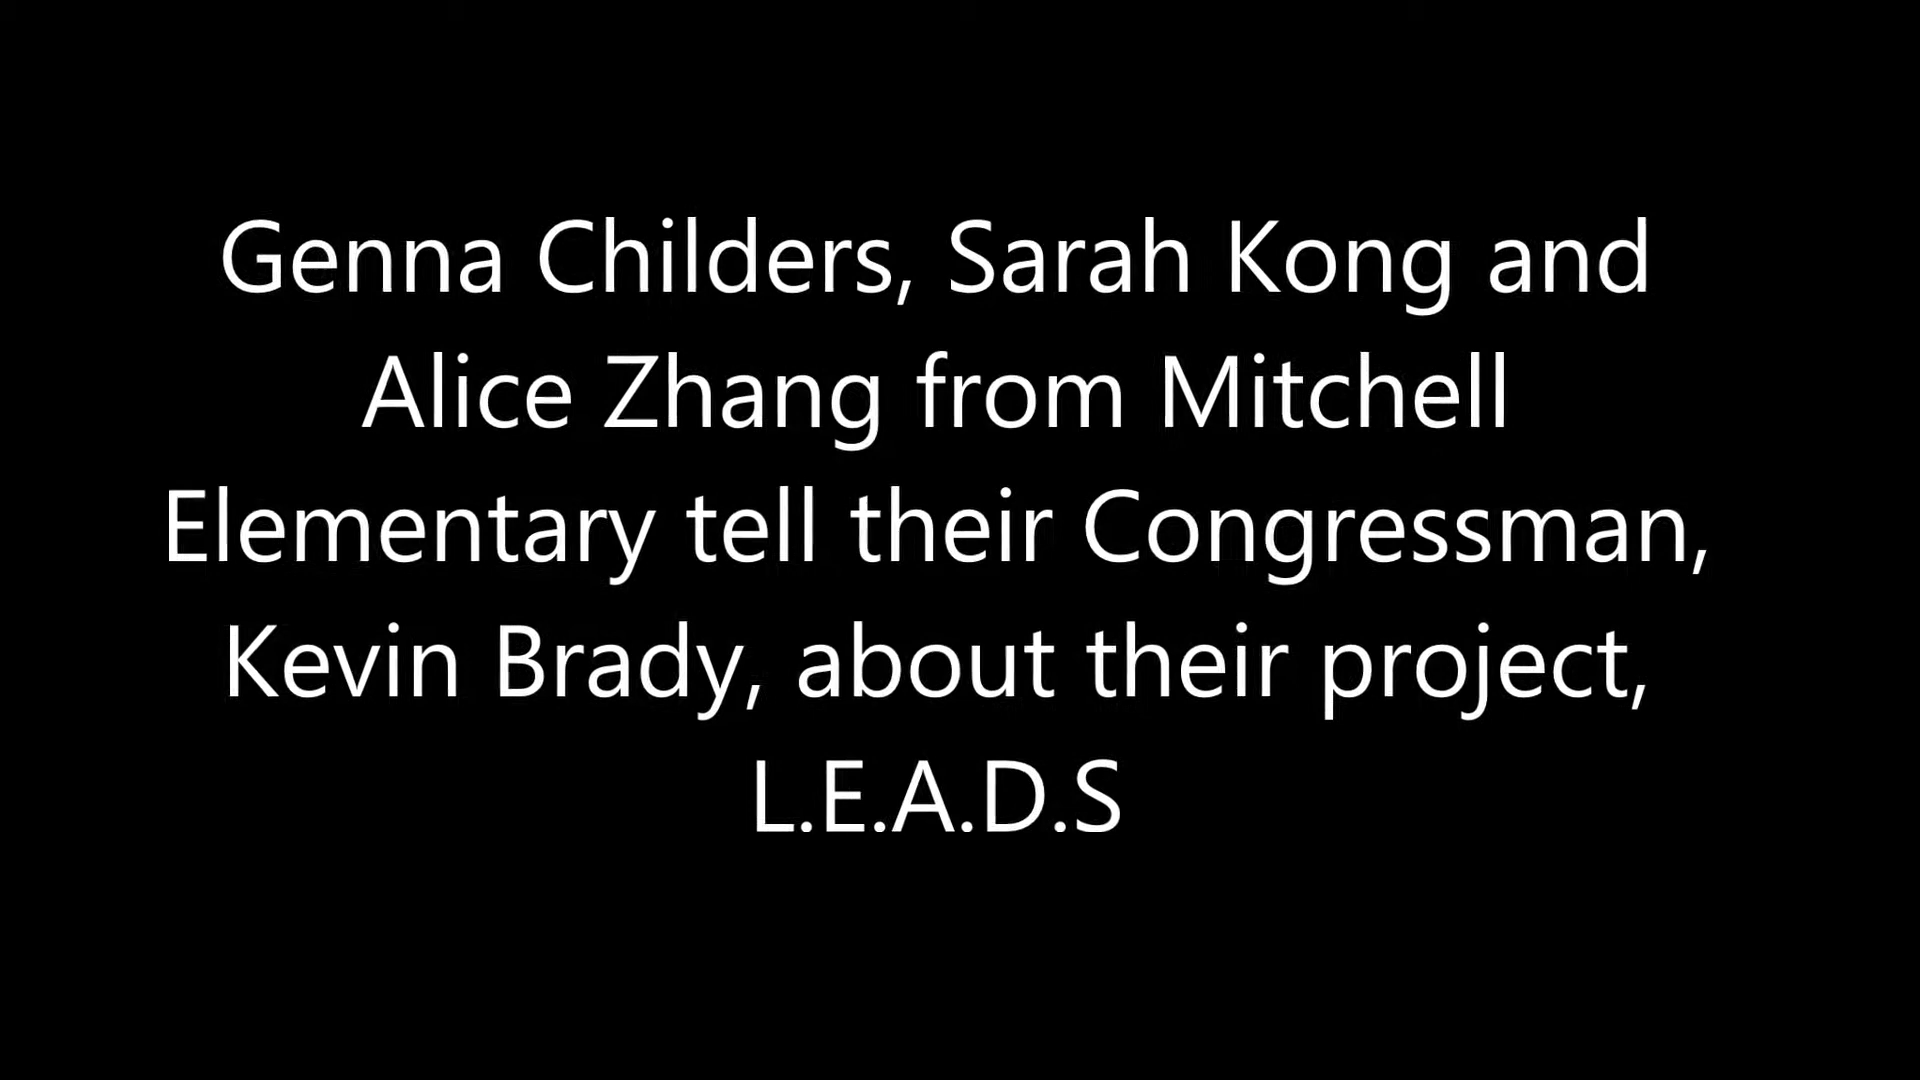 Genna Childers, Sarah Kong and
Alice Zhang from Mitchell
Elementary tell their Congressman,
Kevin Brady, about their project,
L.E.A.D.S